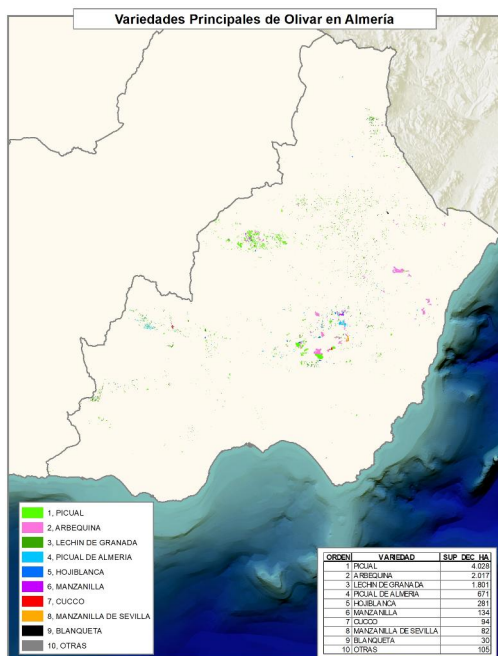 Variedades Principales de Olivar en Almería
1, PICUAL
2, ARBEQUINA
3, LECHIN DE GRANADA
4, PICUAL DE ALMERIA
5, HOJIBLANCA
6, MANZANILLA
7, CUCCO
8, MANZANILLA DE SEVILLA
9, BLANQUETA
10, OTRAS
ORDEN VARIEDAD SUP_DEC_HA
1 PICUAL 4.028
2 ARBEQUINA 2.017
3 LECHIN DE GRANADA 1.801
4 PICUAL DE ALMERIA 671
5 HOJIBLANCA 281
6 MANZANILLA 134
7 CUCCO 94
8 MANZANILLA DE SEVILLA 82
9 BLANQUETA 30
10 OTRAS 105